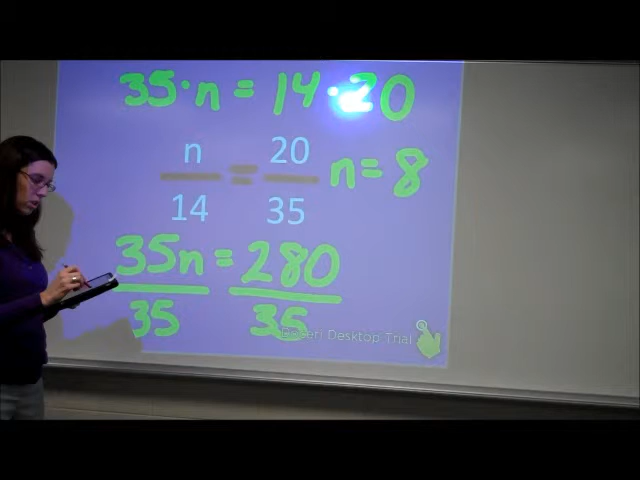 35·n = 14·20
n/14 = 20/35 n=8
35n = 280
35 35
Desktop Trial